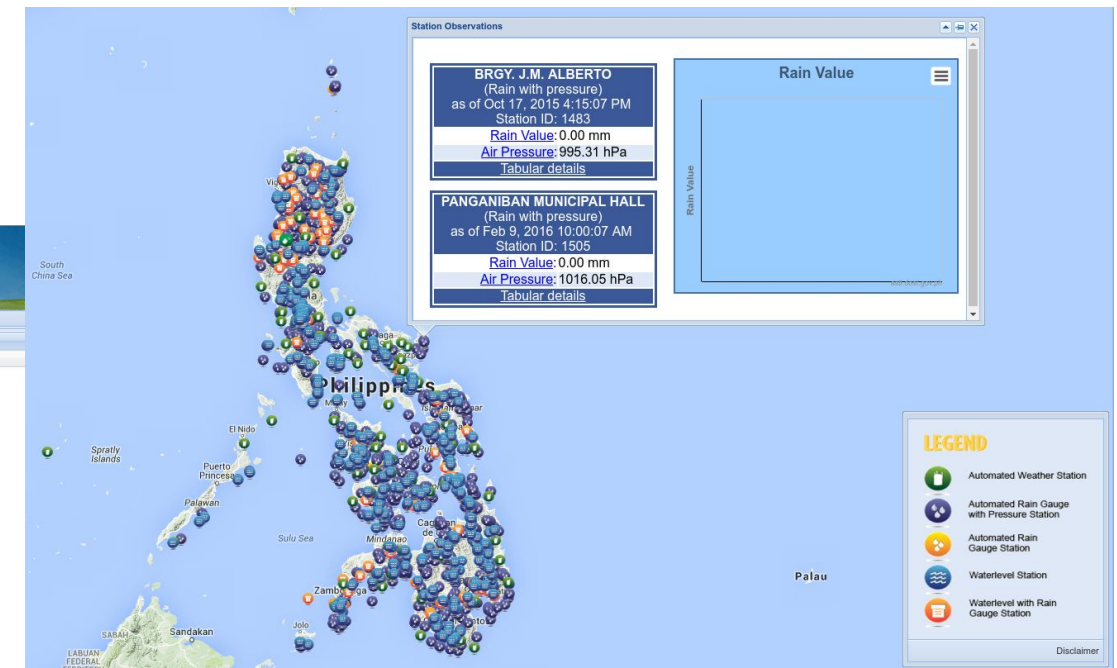 Station Observations
BRGY. J.M. ALBERTO
(Rain with pressure)
as of Oct 17, 2015 4:15:07 PM
Station ID: 1483
Rain Value: 0.00 mm
Air Pressure: 995.31 hPa
Tabular details
PANGANIBAN MUNICIPAL HALL
(Rain with pressure)
as of Feb 9, 2016 10:00:07 AM
Station ID: 1505
Rain Value: 0.00 mm
Air Pressure: 1016.05 hPa
Tabular details
Rain Value
Rain Value
South
China Sea
Philippines
El Nido
Spratly
Islands
Puerto
Princesa
Palawan
Sulu Sea
Mindanao
Jolo
SABAH
Sandakan
LABUAN
FEDERAL
Palau
LEGEND
Automated Weather Station
Automated Rain Gauge
with Pressure Station
Automated Rain
Gauge Station
Waterlevel Station
Waterlevel with Rain
Gauge Station
Disclaimer